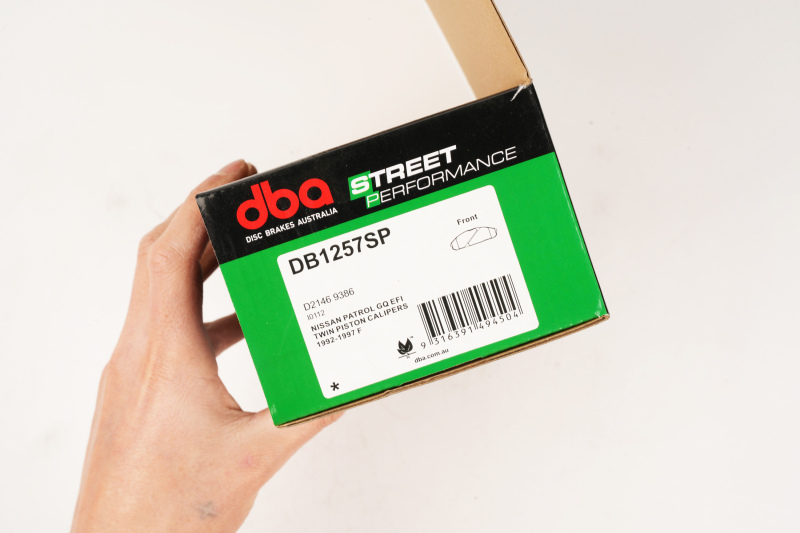 dba
DISC BRAKES AUSTRALIA
STREET
PERFORMANCE
DB1257SP
Front
D2146 9386
I0112
NISSAN PATROL GQ EFI
TWIN PISTON CALIPERS
1992-1997 F
9 316391 494504
dba.com.au
*